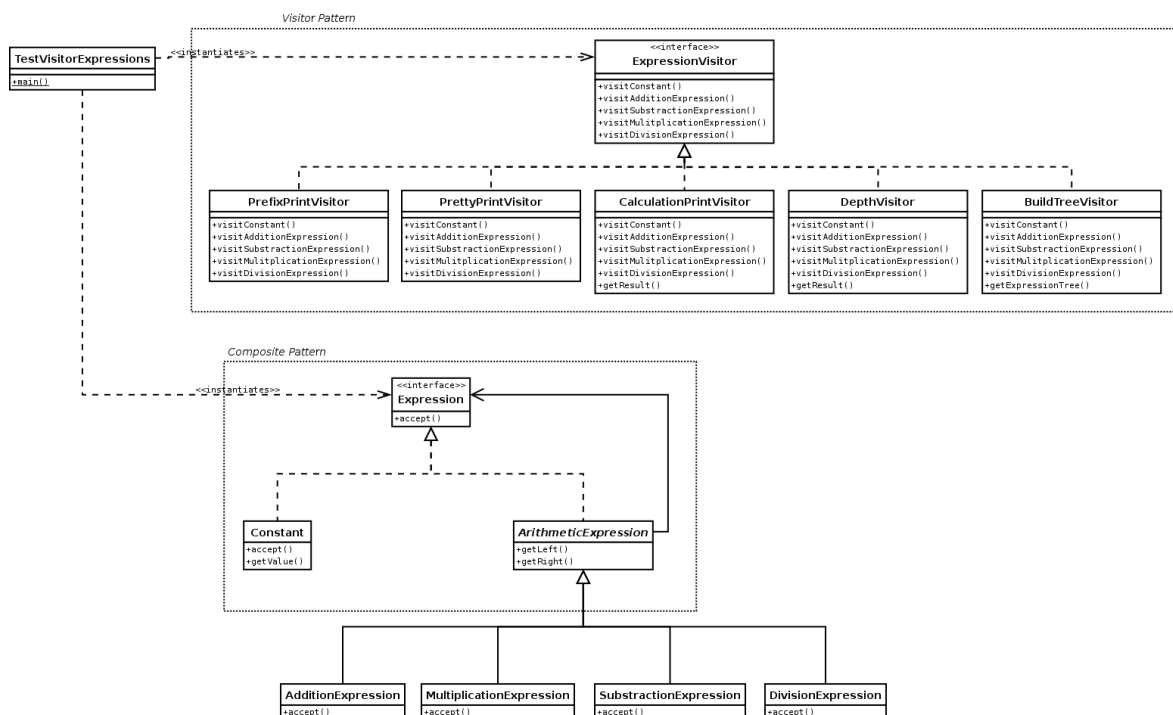 Visitor Pattern
TestVisitorExpressions
+main()
<<instantiates>>
<<interface>>
ExpressionVisitor
+visitConstant()
+visitAdditionExpression()
+visitSubstractionExpression()
+visitMulitplicationExpression()
+visitDivisionExpression()
PrefixPrintVisitor
+visitConstant()
+visitAdditionExpression()
+visitSubstractionExpression()
+visitMulitplicationExpression()
+visitDivisionExpression()
PrettyPrintVisitor
+visitConstant()
+visitAdditionExpression()
+visitSubstractionExpression()
+visitMulitplicationExpression()
+visitDivisionExpression()
CalculationPrintVisitor
+visitConstant()
+visitAdditionExpression()
+visitSubstractionExpression()
+visitMulitplicationExpression()
+visitDivisionExpression()
+getResult()
DepthVisitor
+visitConstant()
+visitAdditionExpression()
+visitSubstractionExpression()
+visitMulitplicationExpression()
+visitDivisionExpression()
+getResult()
BuildTreeVisitor
+visitConstant()
+visitAdditionExpression()
+visitSubstractionExpression()
+visitMulitplicationExpression()
+visitDivisionExpression()
+getExpressionTree()
Composite Pattern
<<instantiates>>
<<interface>>
Expression
+accept()
Constant
+accept()
+getValue()
ArithmeticExpression
+getLeft()
+getRight()
AdditionExpression
+accept()
MultiplicationExpression
+accept()
SubstractionExpression
+accept()
DivisionExpression
+accept()